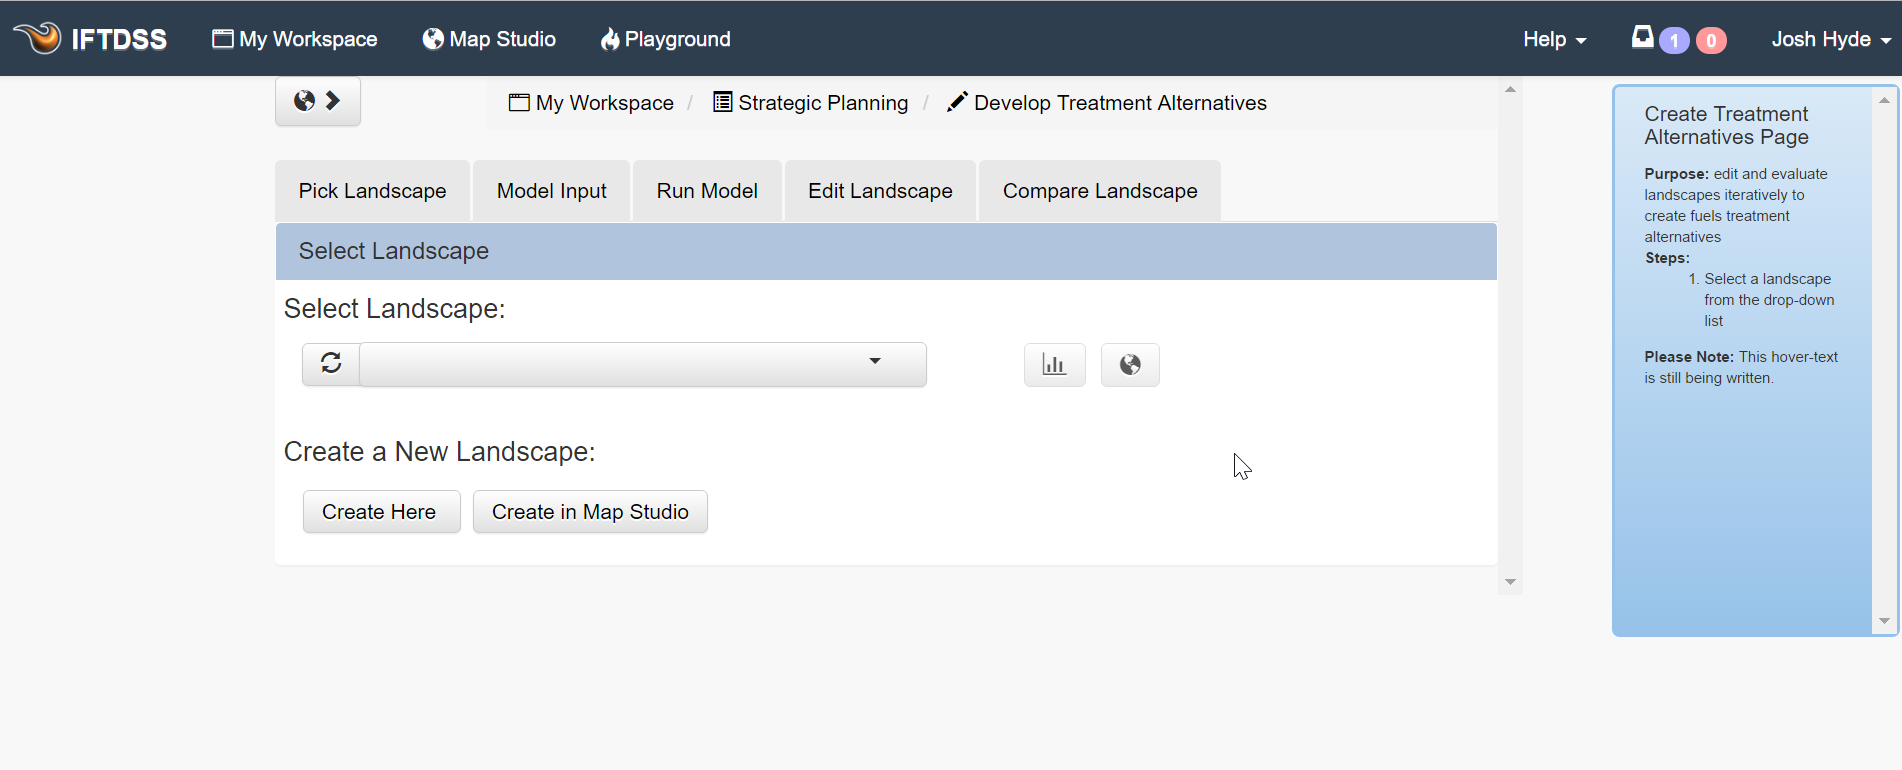 IFTDSS My Workspace Map Studio Playground Help 1 0 Josh Hyde
My Workspace / Strategic Planning / Develop Treatment Alternatives
Pick Landscape Model Input Run Model Edit Landscape Compare Landscape
Select Landscape
Select Landscape:
Create a New Landscape:
Create Here Create in Map Studio
Create Treatment
Alternatives Page
Purpose: edit and evaluate
landscapes iteratively to
create fuels treatment
alternatives
Steps:
1. Select a landscape
from the drop-down
list
Please Note: This hover-text
is still being written.